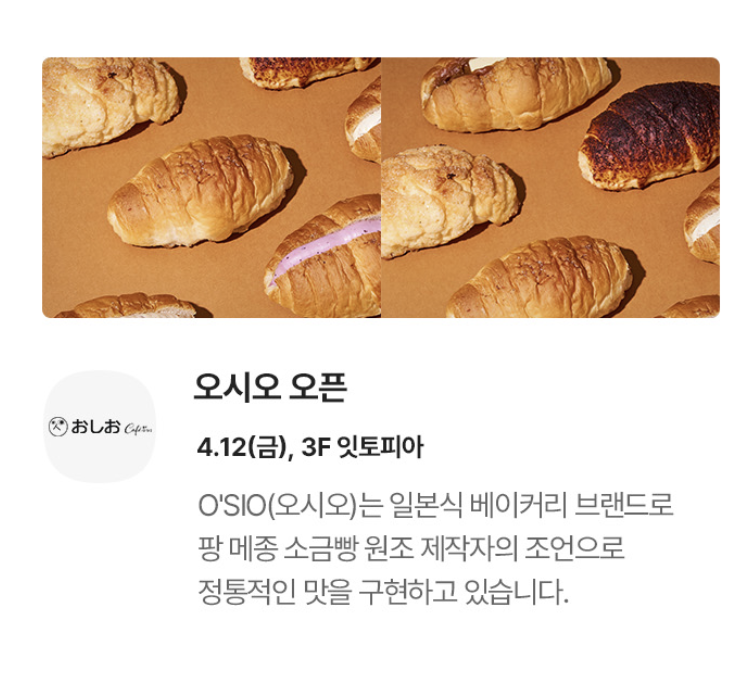 오시오 오픈
おしお Café
4.12(금), 3F 잇토피아
O'SIO(오시오)는 일본식 베이커리 브랜드로
팡 메종 소금빵 원조 제작자의 조언으로
정통적인 맛을 구현하고 있습니다.